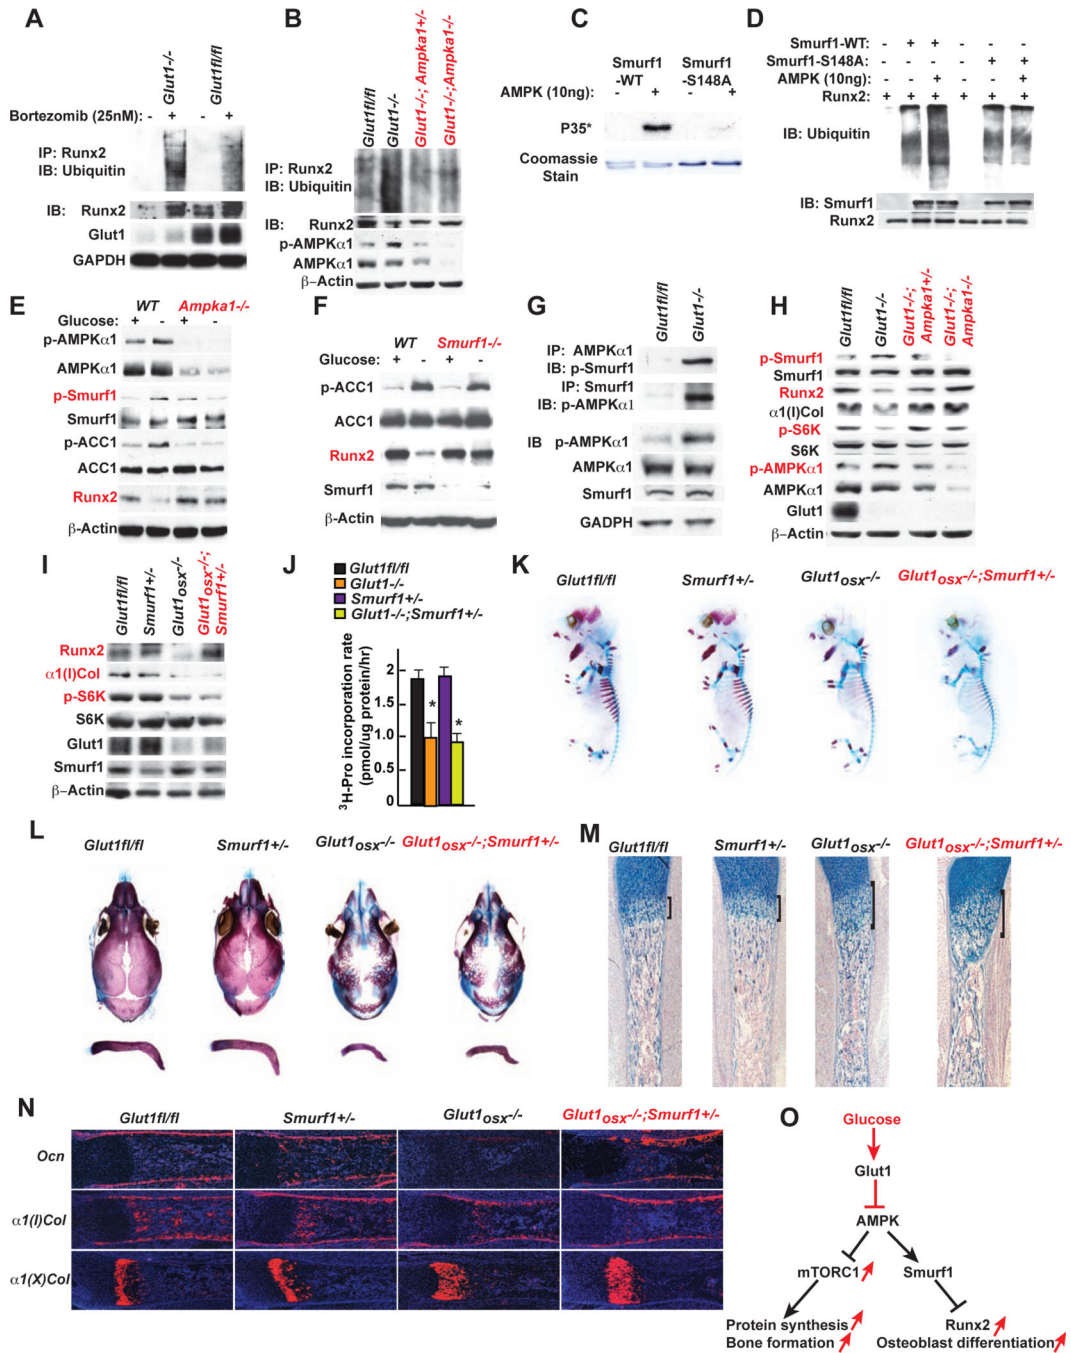 A
Glut1-/-
Glut1fl/fl
Bortezomib (25nM): - + - +
IP: Runx2
IB: Ubiquitin
IB: Runx2
Glut1
GAPDH
B
Glut1fl/fl
Glut1-/-
Glut1-/-; Ampka1+/-
Glut1-/-;Ampka1-/-
IP: Runx2
IB: Ubiquitin
IB: Runx2
p-AMPKα1
AMPKα1
β-Actin
C
Smurf1 Smurf1
-WT -S148A
AMPK (10ng): - + - +
P35*
Coomassie
Stain
D
Smurf1-WT: - + + - - -
Smurf1-S148A: - - - - + +
AMPK (10ng): - - + - - +
Runx2: + + + + + +
IB: Ubiquitin
IB: Smurf1
Runx2
E
WT Ampka1-/-
Glucose: + - + -
p-AMPKα1
AMPKα1
p-Smurf1
Smurf1
p-ACC1
ACC1
Runx2
β-Actin
F
WT Smurf1-/-
Glucose: + - + -
p-ACC1
ACC1
Runx2
Smurf1
β-Actin
G
Glut1fl/fl
Glut1-/-
IP: AMPKα1
IB: p-Smurf1
IP: Smurf1
IB: p-AMPKα1
IB p-AMPKα1
AMPKα1
Smurf1
GADPH
H
Glut1fl/fl
Glut1-/-
Glut1-/-;
Ampka1+/-
Glut1-/-;
Ampka1-/-
p-Smurf1
Smurf1
Runx2
α1(I)Col
p-S6K
S6K
p-AMPKα1
AMPKα1
Glut1
β-Actin
I
Glut1fl/fl
Smurf1+/-
Glut1osx-/-
Glut1osx-/-;
Smurf1+/-
Runx2
α1(I)Col
p-S6K
S6K
Glut1
Smurf1
β-Actin
J
Glut1fl/fl
Glut1-/-
Smurf1+/-
Glut1-/-;Smurf1+/-
3H-Pro incorporation rate
(pmol/ug protein/hr)
2
1.5
1.0
0.5
0
*
*
K
Glut1fl/fl Smurf1+/- Glut1osx-/- Glut1osx-/-;Smurf1+/-
L
Glut1fl/fl Smurf1+/- Glut1osx-/- Glut1osx-/-;Smurf1+/-
M
Glut1fl/fl Smurf1+/- Glut1osx-/- Glut1osx-/-;Smurf1+/-
N
Glut1fl/fl Smurf1+/- Glut1osx-/- Glut1osx-/-;Smurf1+/-
Ocn
α1(I)Col
α1(X)Col
O
Glucose
Glut1
AMPK
mTORC1 Smurf1
Protein synthesis Runx2
Bone formation Osteoblast differentiation